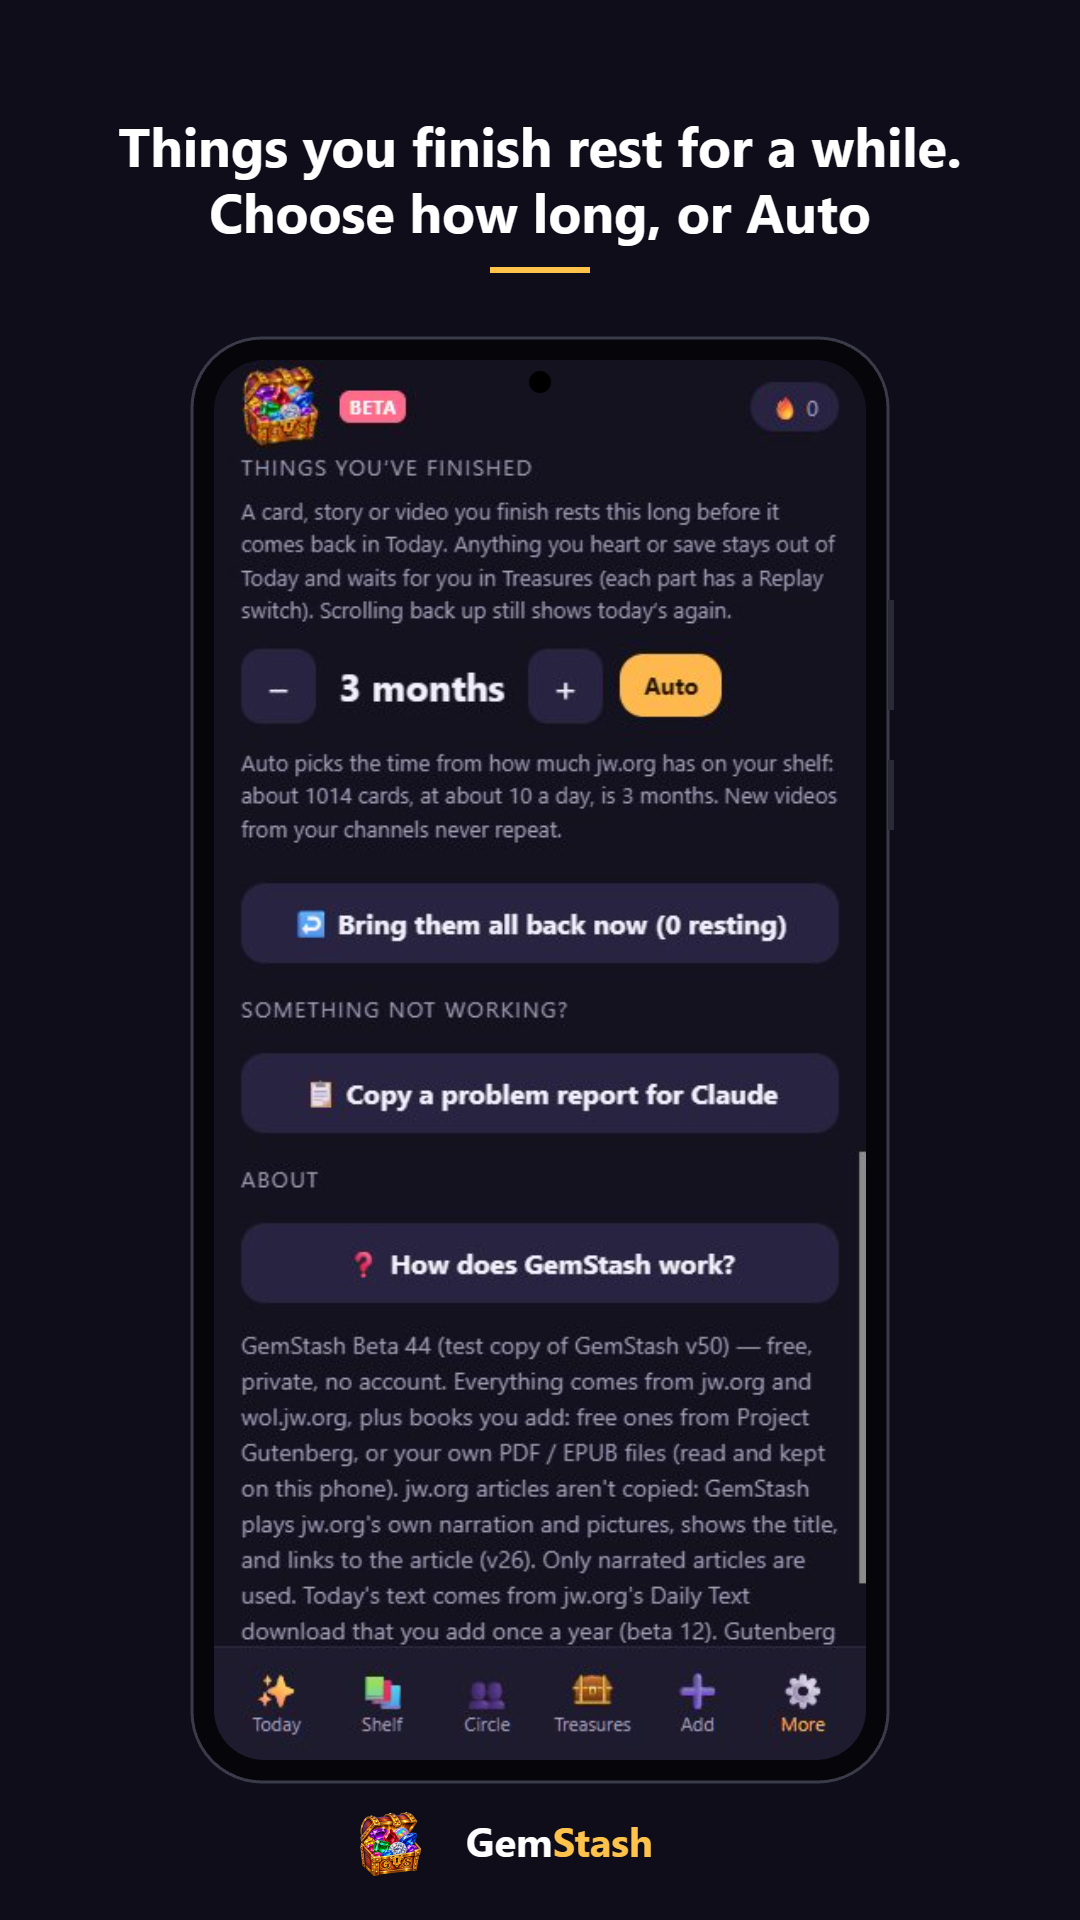 Things you finish rest for a while.
Choose how long, or Auto
BETA
0
THINGS YOU'VE FINISHED
A card, story or video you finish rests this long before it
comes back in Today. Anything you heart or save stays out of
Today and waits for you in Treasures (each part has a Replay
switch). Scrolling back up still shows today's again.
− 3 months + Auto
Auto picks the time from how much jw.org has on your shelf:
about 1014 cards, at about 10 a day, is 3 months. New videos
from your channels never repeat.
Bring them all back now (0 resting)
SOMETHING NOT WORKING?
Copy a problem report for Claude
ABOUT
How does GemStash work?
GemStash Beta 44 (test copy of GemStash v50) — free,
private, no account. Everything comes from jw.org and
wol.jw.org, plus books you add: free ones from Project
Gutenberg, or your own PDF / EPUB files (read and kept
on this phone). jw.org articles aren't copied: GemStash
plays jw.org's own narration and pictures, shows the title,
and links to the article (v26). Only narrated articles are
used. Today's text comes from jw.org's Daily Text
download that you add once a year (beta 12). Gutenberg
Today Shelf Circle Treasures Add More
GemStash